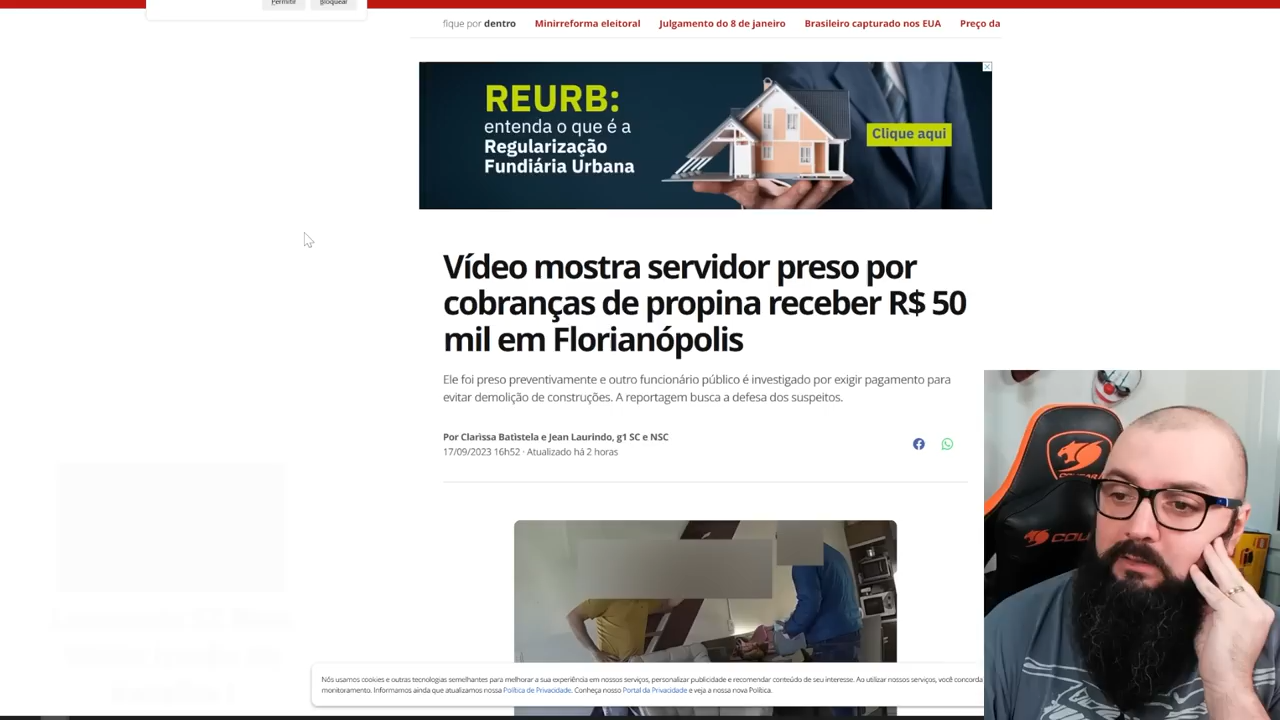 Permitir Bloquear
fique por dentro Minirreforma eleitoral Julgamento do 8 de janeiro Brasileiro capturado nos EUA Preço da
REURB:
entenda o que é a
Regularização
Fundiária Urbana
Clique aqui
Vídeo mostra servidor preso por
cobranças de propina receber R$ 50
mil em Florianópolis
Ele foi preso preventivamente e outro funcionário público é investigado por exigir pagamento para
evitar demolição de construções. A reportagem busca a defesa dos suspeitos.
Por Clarìssa Batìstela e Jean Laurindo, g1 SC e NSC
17/09/2023 16h52 · Atualizado há 2 horas
Nós usamos cookies e outras tecnologias semelhantes para melhorar a sua experiência em nossos serviços, personalizar publicidade e recomendar conteúdo de seu interesse. Ao utilizar nossos serviços, você concorda
monitoramento. Informamos ainda que atualizamos nossa Política de Privacidade. Conheça nosso Portal da Privacidade e veja a nossa nova Política.
COUGAR